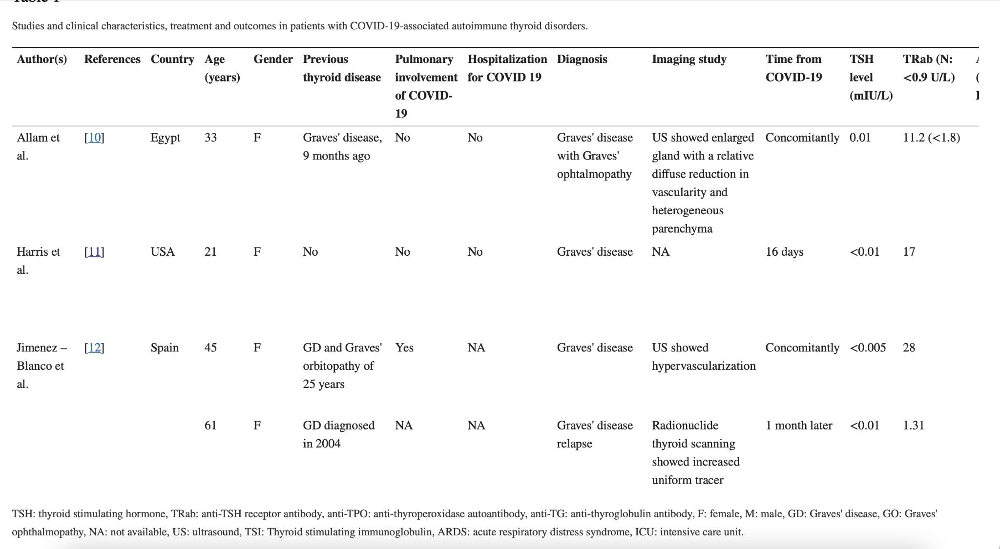 Studies and clinical characteristics, treatment and outcomes in patients with COVID-19-associated autoimmune thyroid disorders.
Author(s) References Country Age Gender Previous Pulmonary Hospitalization Diagnosis Imaging study Time from TSH TRab (N:
(years) thyroid disease involvement for COVID 19 COVID-19 level <0.9 U/L)
of COVID- (mIU/L)
19
Allam et [10] Egypt 33 F Graves' disease, No No Graves' disease US showed enlarged Concomitantly 0.01 11.2 (<1.8)
al. 9 months ago with Graves' gland with a relative
ophtalmopathy diffuse reduction in
vascularity and
heterogeneous
parenchyma
Harris et [11] USA 21 F No No No Graves' disease NA 16 days <0.01 17
al.
Jimenez – [12] Spain 45 F GD and Graves' Yes NA Graves' disease US showed Concomitantly <0.005 28
Blanco et orbitopathy of hypervascularization
al. 25 years
61 F GD diagnosed NA NA Graves' disease Radionuclide 1 month later <0.01 1.31
in 2004 relapse thyroid scanning
showed increased
uniform tracer
TSH: thyroid stimulating hormone, TRab: anti-TSH receptor antibody, anti-TPO: anti-thyroperoxidase autoantibody, anti-TG: anti-thyroglobulin antibody, F: female, M: male, GD: Graves' disease, GO: Graves'
ophthalmopathy, NA: not available, US: ultrasound, TSI: Thyroid stimulating immunoglobulin, ARDS: acute respiratory distress syndrome, ICU: intensive care unit.